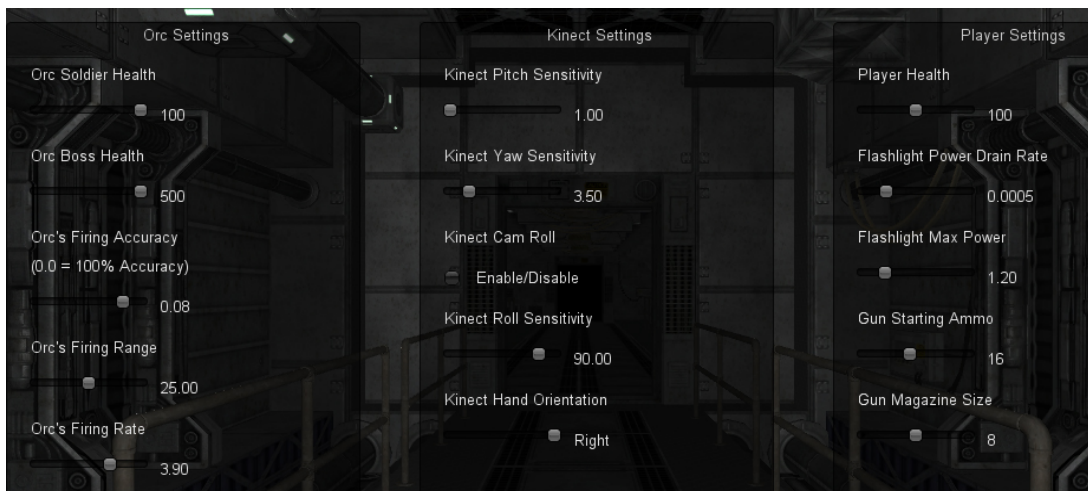 Orc Settings
Orc Soldier Health
100
Orc Boss Health
500
Orc's Firing Accuracy
(0.0 = 100% Accuracy)
0.08
Orc's Firing Range
25.00
Orc's Firing Rate
3.90
Kinect Settings
Kinect Pitch Sensitivity
1.00
Kinect Yaw Sensitivity
3.50
Kinect Cam Roll
Enable/Disable
Kinect Roll Sensitivity
90.00
Kinect Hand Orientation
Right
Player Settings
Player Health
100
Flashlight Power Drain Rate
0.0005
Flashlight Max Power
1.20
Gun Starting Ammo
16
Gun Magazine Size
8